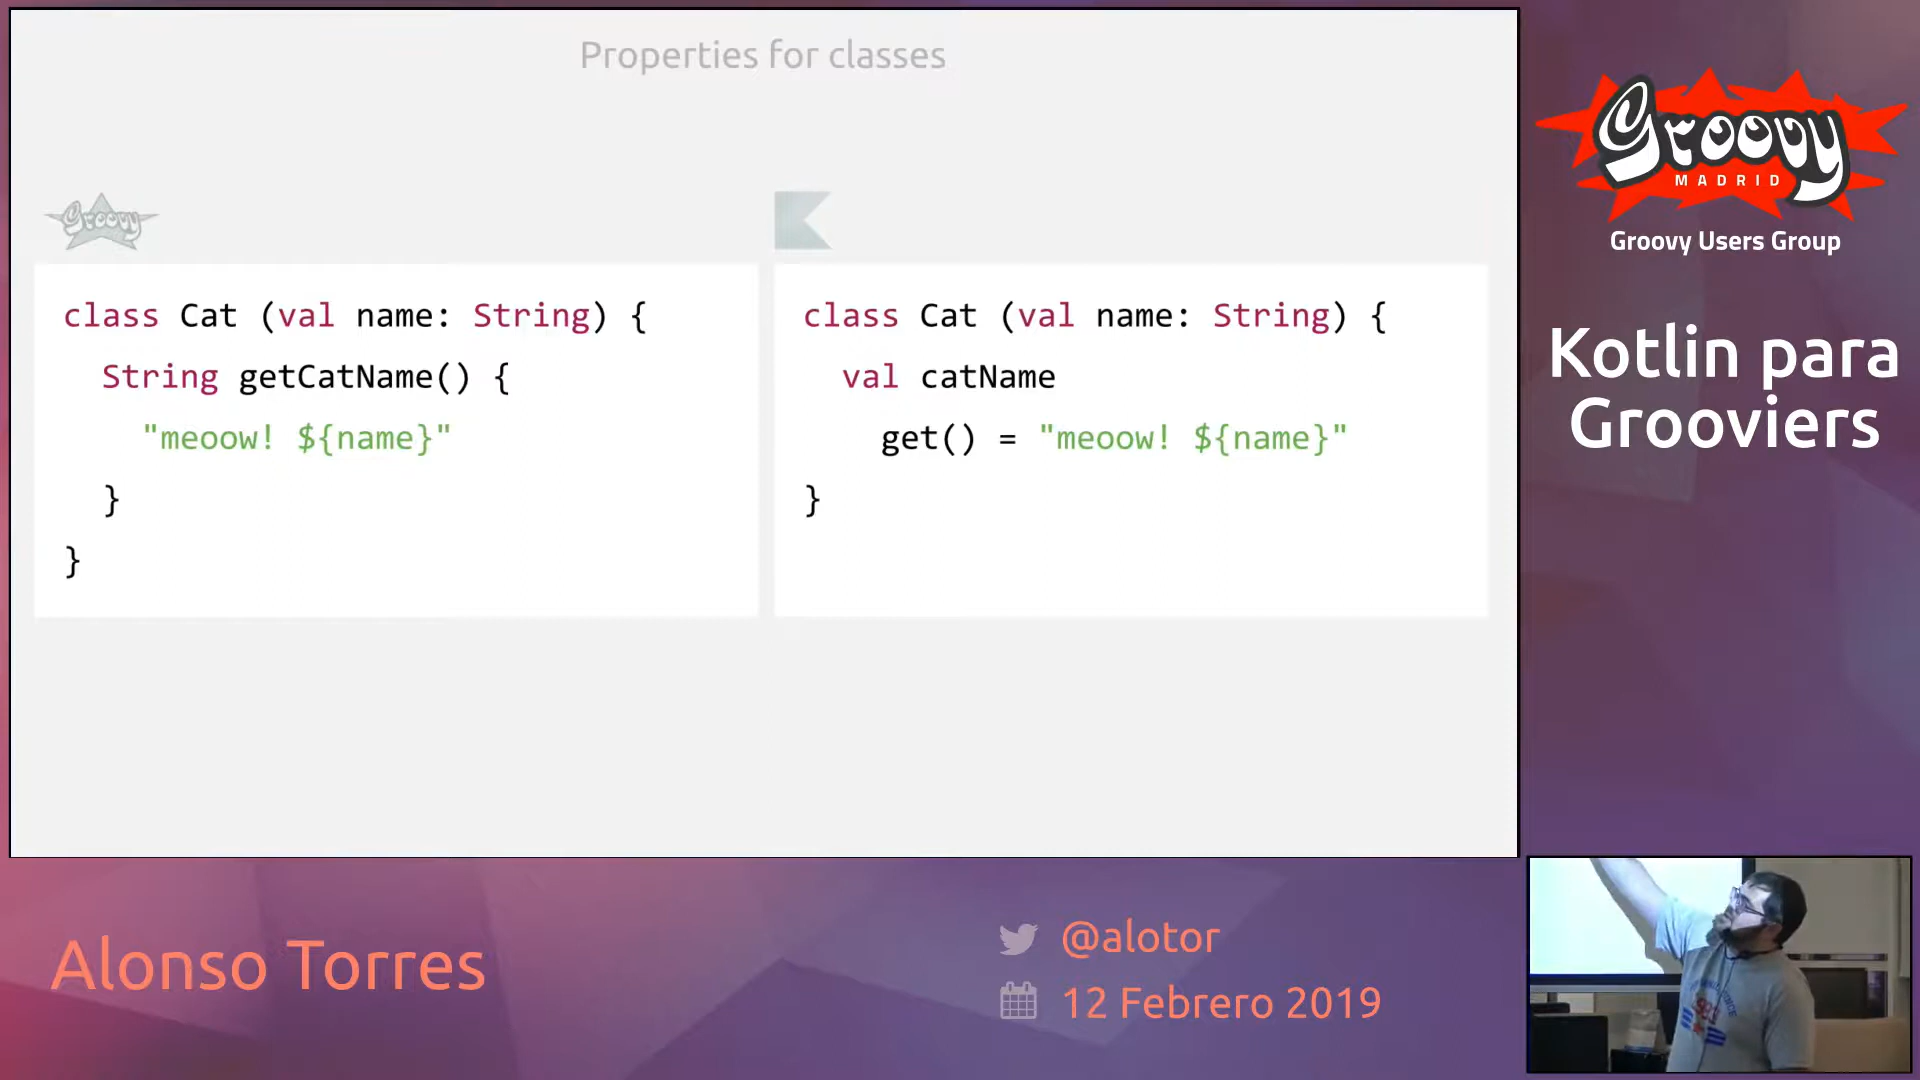 Properties for classes
Groovy
class Cat (val name: String) {
String getCatName() {
"meoow! ${name}"
}
}
class Cat (val name: String) {
val catName
get() = "meoow! ${name}"
}
Groovy
MADRID
Groovy Users Group
Kotlin para
Grooviers
Alonso Torres
@alotor
12 Febrero 2019